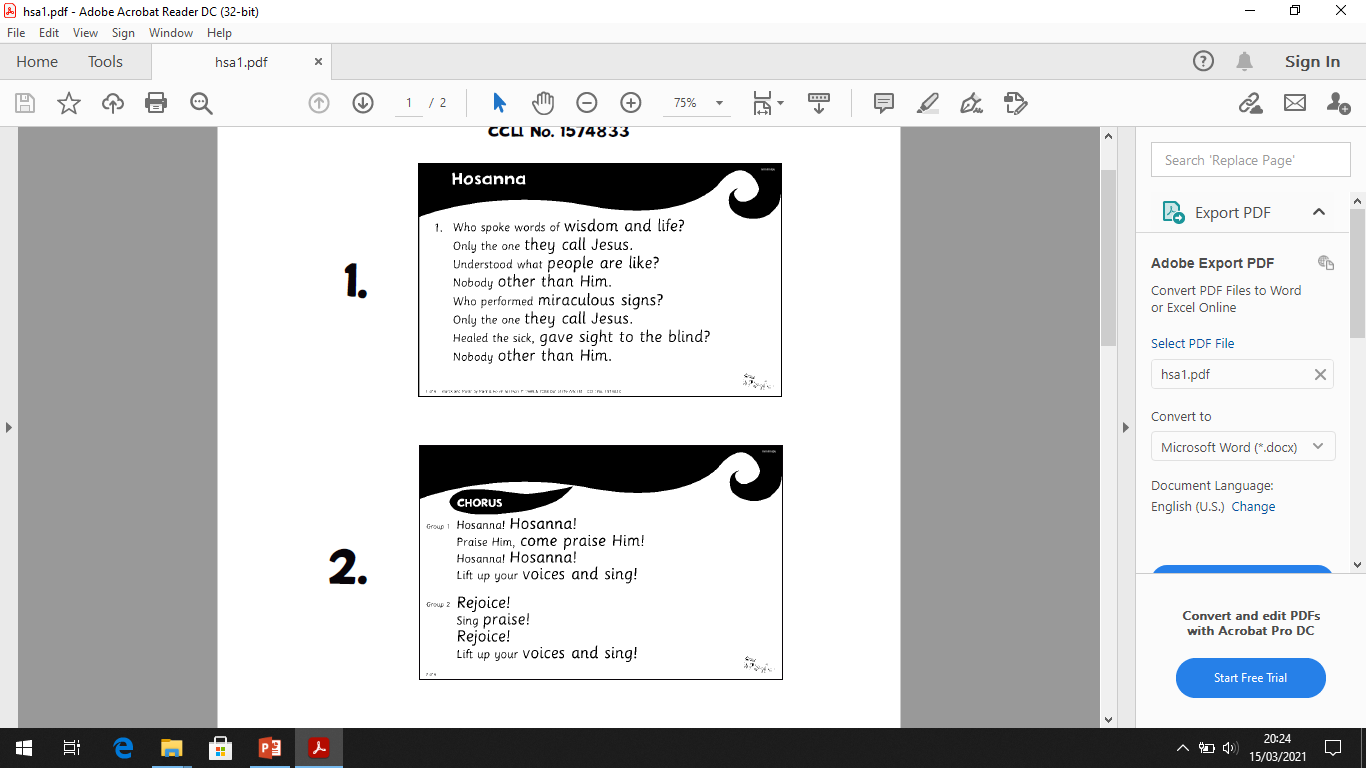 hsa1.pdf - Adobe Acrobat Reader DC (32-bit)
File Edit View Sign Window Help
Home Tools hsa1.pdf Sign In
1 / 2 75%
CCLI No. 1574833
Hosanna
1.
1. Who spoke words of wisdom and life?
Only the one they call Jesus.
Understood what people are like?
Nobody other than Him.
Who performed miraculous signs?
Only the one they call Jesus.
Healed the sick, gave sight to the blind?
Nobody other than Him.
2.
CHORUS
Group 1 Hosanna! Hosanna!
Praise Him, come praise Him!
Hosanna! Hosanna!
Lift up your voices and sing!
Group 2 Rejoice!
Sing praise!
Rejoice!
Lift up your voices and sing!
Search 'Replace Page'
Export PDF
Adobe Export PDF
Convert PDF Files to Word
or Excel Online
Select PDF File
hsa1.pdf
Convert to
Microsoft Word (*.docx)
Document Language:
English (U.S.) Change
Convert and edit PDFs
with Acrobat Pro DC
Start Free Trial
20:24
15/03/2021